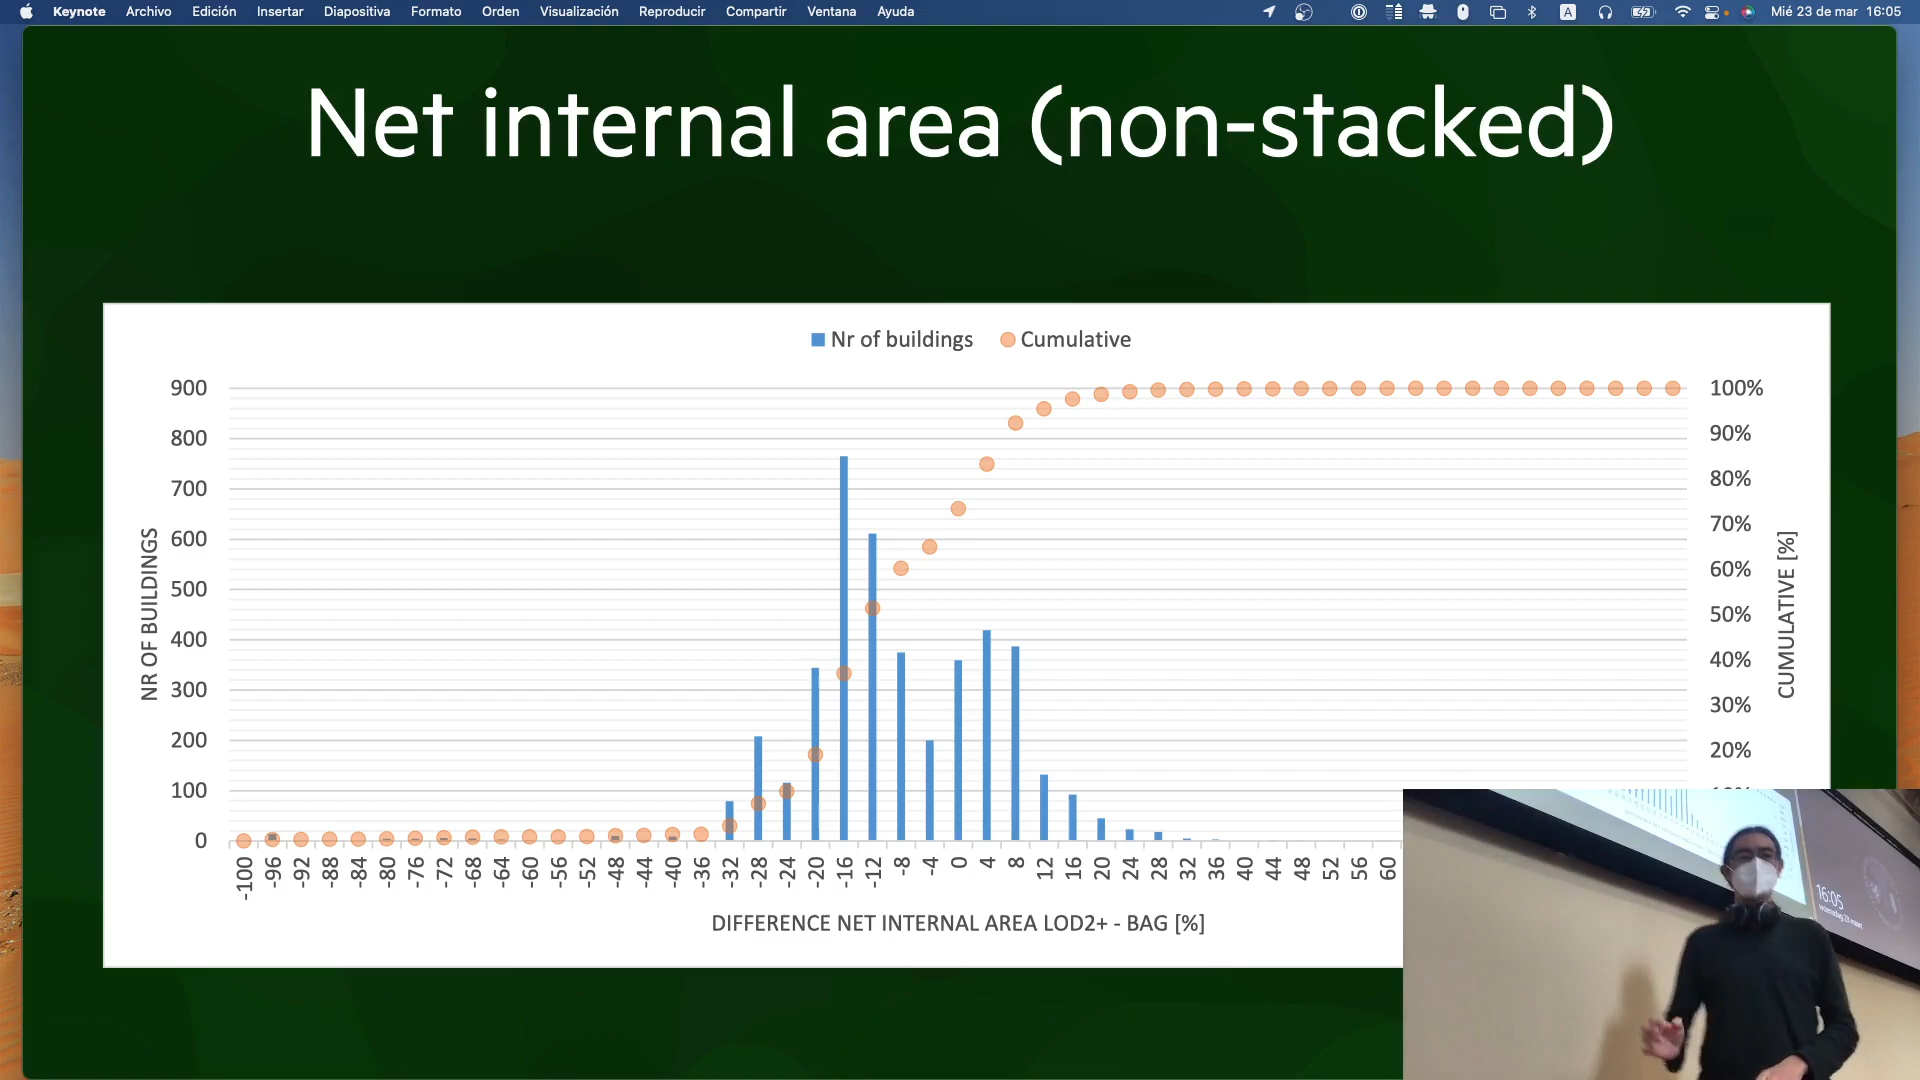 Keynote Archivo Edición Insertar Diapositiva Formato Orden Visualización Reproducir Compartir Ventana Ayuda A Mié 23 de mar 16:05
Net internal area (non-stacked)
Nr of buildings Cumulative
900 100%
90%
800
80%
700
70%
600
60%
500
50%
400
40%
300
30%
200
20%
100
0
NR OF BUILDINGS
CUMULATIVE [%]
-100 -96 -92 -88 -84 -80 -76 -72 -68 -64 -60 -56 -52 -48 -44 -40 -36 -32 -28 -24 -20 -16 -12 -8 -4 0 4 8 12 16 20 24 28 32 36 40 44 48 52 56 60
DIFFERENCE NET INTERNAL AREA LOD2+ - BAG [%]
16:05